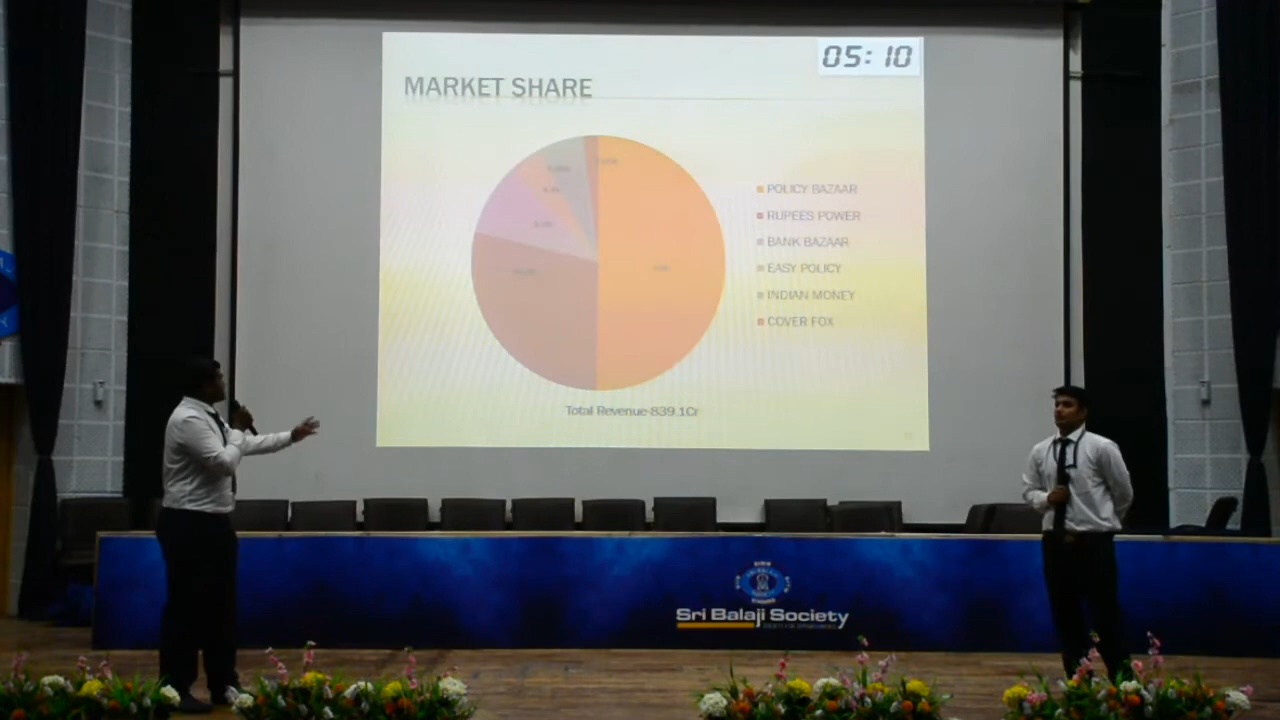 05:10
MARKET SHARE
POLICY BAZAAR
RUPEES POWER
BANK BAZAAR
EASY POLICY
INDIAN MONEY
COVER FOX
Total Revenue-839.1Cr
Sri Balaji Society